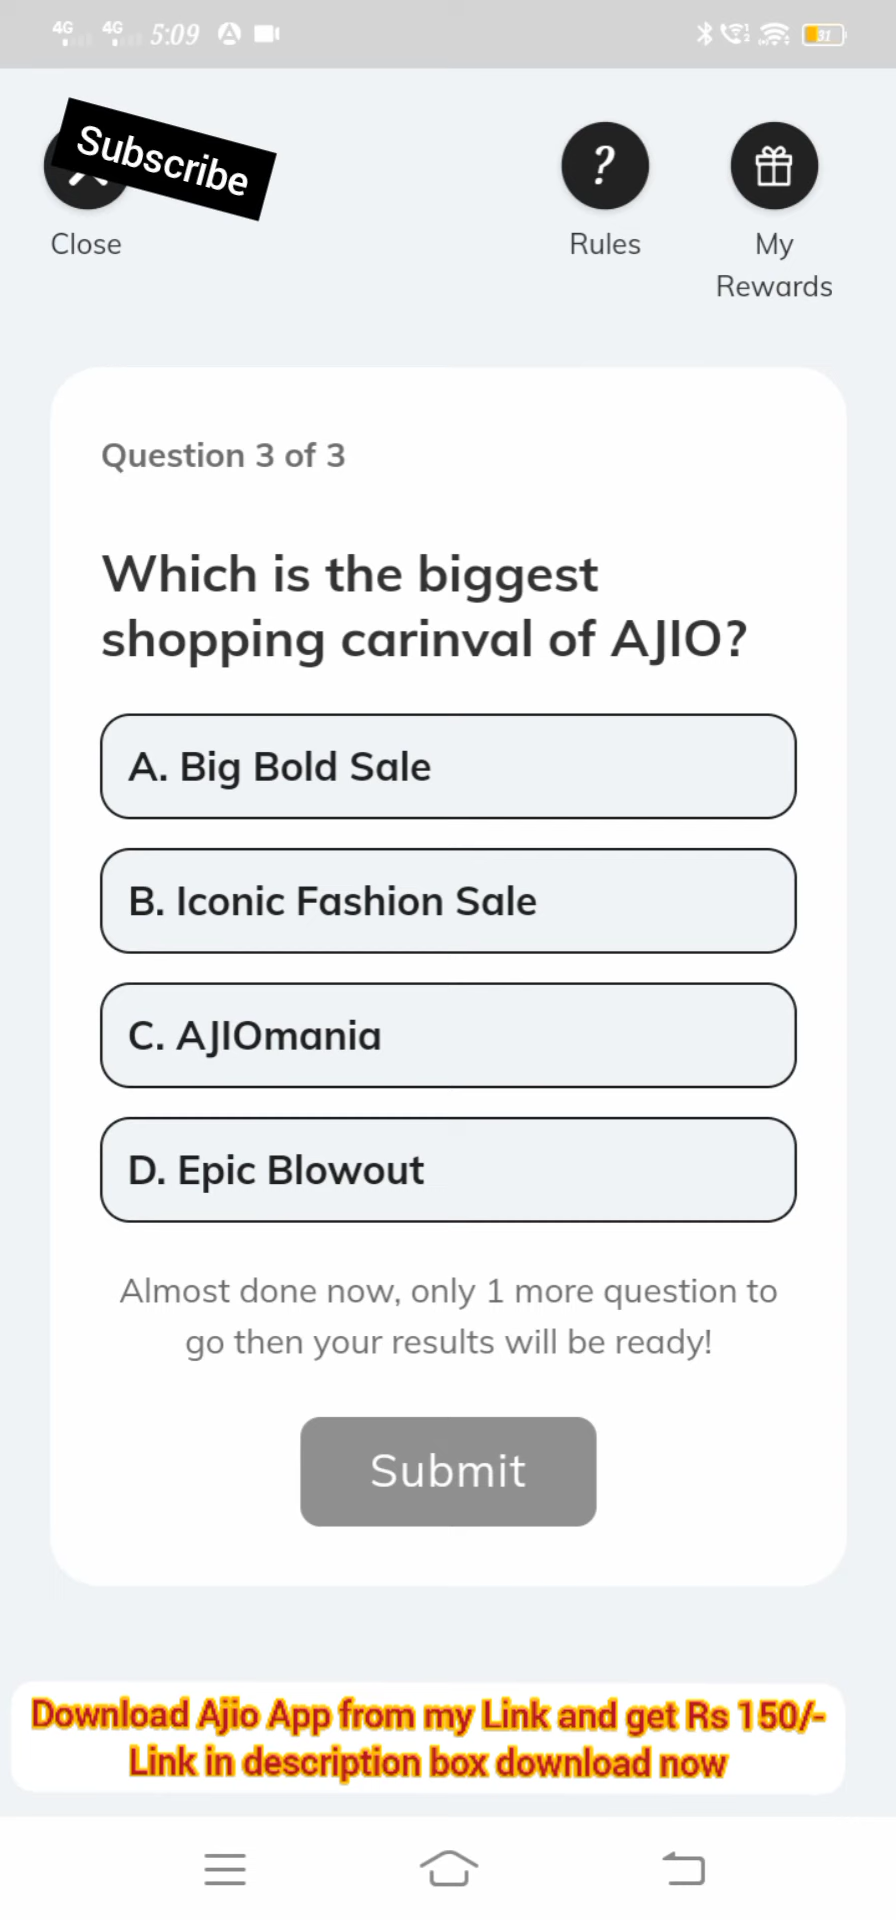 4G 4G 5:09 31
Subscribe
?
Close
Rules
My
Rewards
Question 3 of 3
Which is the biggest
shopping carinval of AJIO?
A. Big Bold Sale
B. Iconic Fashion Sale
C. AJIOmania
D. Epic Blowout
Almost done now, only 1 more question to
go then your results will be ready!
Submit
Download Ajio App from my Link and get Rs 150/-
Link in description box download now